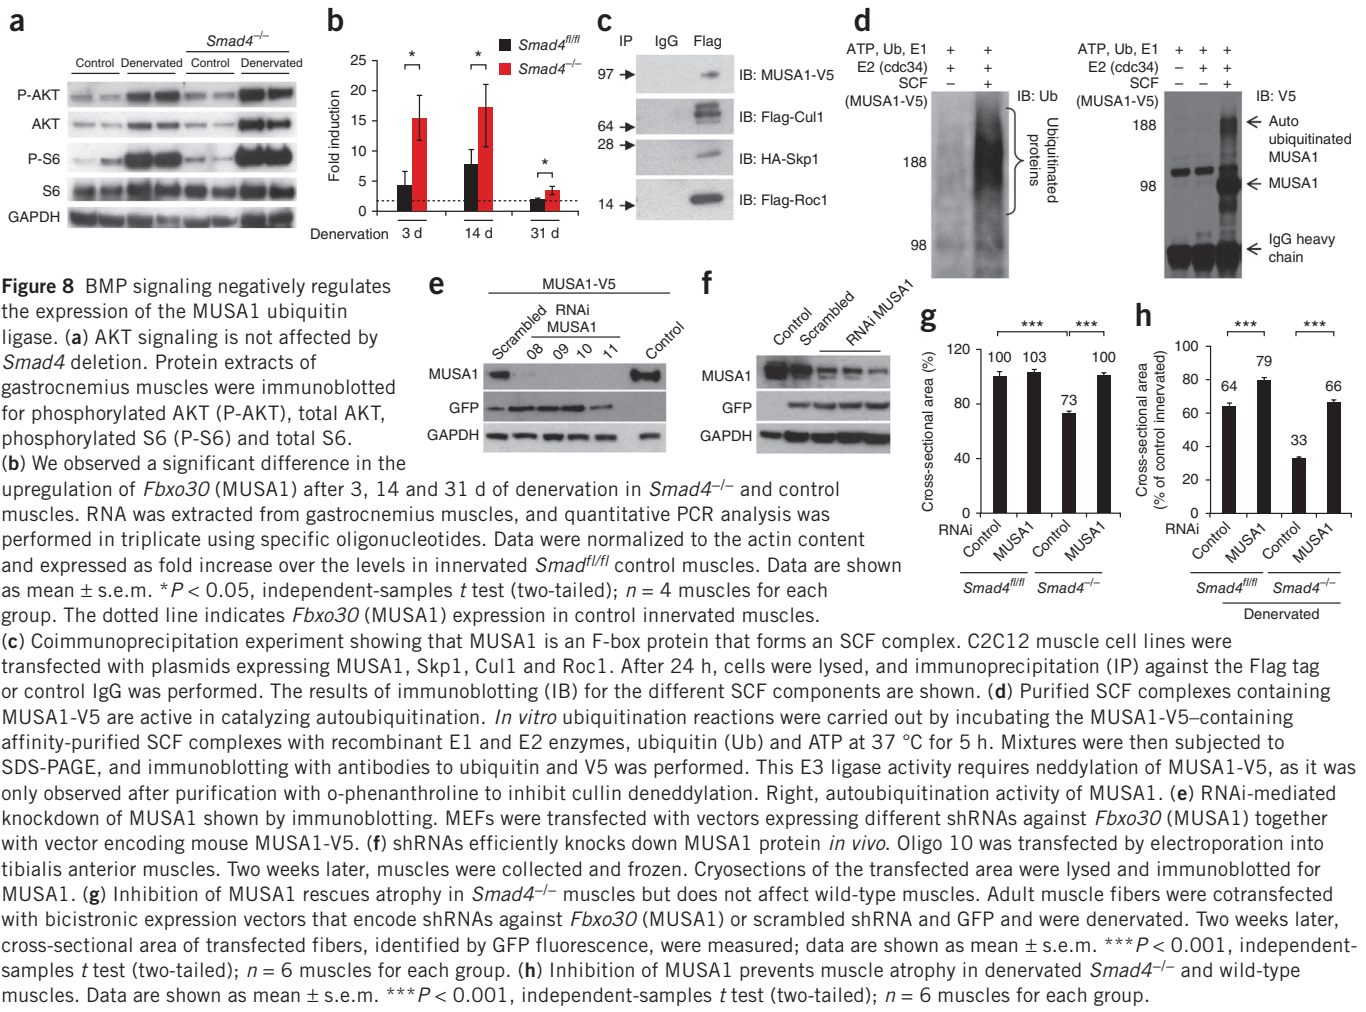 a
Smad4–/–
Control Denervated Control Denervated
P-AKT
AKT
P-S6
S6
GAPDH
b
Smad4fl/fl
Smad4–/–
Fold induction
25
20
15
10
5
0
* * *
Denervation 3 d 14 d 31 d
c
IP IgG Flag
97 IB: MUSA1-V5
IB: Flag-Cul1
64
28
IB: HA-Skp1
14 IB: Flag-Roc1
d
ATP, Ub, E1 + +
E2 (cdc34) + +
SCF – +
(MUSA1-V5)
IB: Ub
188
98
Ubiquitinated
proteins
ATP, Ub, E1 + + +
E2 (cdc34) – + +
SCF – – +
(MUSA1-V5)
IB: V5
188
98
Auto
ubiquitinated
MUSA1
MUSA1
IgG heavy
chain
Figure 8 BMP signaling negatively regulates
the expression of the MUSA1 ubiquitin
ligase. (a) AKT signaling is not affected by
Smad4 deletion. Protein extracts of
gastrocnemius muscles were immunoblotted
for phosphorylated AKT (P-AKT), total AKT,
phosphorylated S6 (P-S6) and total S6.
(b) We observed a significant difference in the
upregulation of Fbxo30 (MUSA1) after 3, 14 and 31 d of denervation in Smad4–/– and control
muscles. RNA was extracted from gastrocnemius muscles, and quantitative PCR analysis was
performed in triplicate using specific oligonucleotides. Data were normalized to the actin content
and expressed as fold increase over the levels in innervated Smadfl/fl control muscles. Data are shown
as mean ± s.e.m. *P < 0.05, independent-samples t test (two-tailed); n = 4 muscles for each
group. The dotted line indicates Fbxo30 (MUSA1) expression in control innervated muscles.
e
MUSA1-V5
RNAi
MUSA1
Scrambled 08 09 10 11 Control
MUSA1
GFP
GAPDH
f
Control Scrambled RNAi MUSA1
MUSA1
GFP
GAPDH
g
*** ***
Cross-sectional area (%)
120
80
40
0
100 103 73 100
RNAi Control MUSA1 Control MUSA1
Smad4fl/fl Smad4–/–
h
*** ***
Cross-sectional area
(% of control innervated)
100
80
60
40
20
0
64 79 33 66
RNAi Control MUSA1 Control MUSA1
Smad4fl/fl Smad4–/–
Denervated
(c) Coimmunoprecipitation experiment showing that MUSA1 is an F-box protein that forms an SCF complex. C2C12 muscle cell lines were
transfected with plasmids expressing MUSA1, Skp1, Cul1 and Roc1. After 24 h, cells were lysed, and immunoprecipitation (IP) against the Flag tag
or control IgG was performed. The results of immunoblotting (IB) for the different SCF components are shown. (d) Purified SCF complexes containing
MUSA1-V5 are active in catalyzing autoubiquitination. In vitro ubiquitination reactions were carried out by incubating the MUSA1-V5–containing
affinity-purified SCF complexes with recombinant E1 and E2 enzymes, ubiquitin (Ub) and ATP at 37 °C for 5 h. Mixtures were then subjected to
SDS-PAGE, and immunoblotting with antibodies to ubiquitin and V5 was performed. This E3 ligase activity requires neddylation of MUSA1-V5, as it was
only observed after purification with o-phenanthroline to inhibit cullin deneddylation. Right, autoubiquitination activity of MUSA1. (e) RNAi-mediated
knockdown of MUSA1 shown by immunoblotting. MEFs were transfected with vectors expressing different shRNAs against Fbxo30 (MUSA1) together
with vector encoding mouse MUSA1-V5. (f) shRNAs efficiently knocks down MUSA1 protein in vivo. Oligo 10 was transfected by electroporation into
tibialis anterior muscles. Two weeks later, muscles were collected and frozen. Cryosections of the transfected area were lysed and immunoblotted for
MUSA1. (g) Inhibition of MUSA1 rescues atrophy in Smad4–/– muscles but does not affect wild-type muscles. Adult muscle fibers were cotransfected
with bicistronic expression vectors that encode shRNAs against Fbxo30 (MUSA1) or scrambled shRNA and GFP and were denervated. Two weeks later,
cross-sectional area of transfected fibers, identified by GFP fluorescence, were measured; data are shown as mean ± s.e.m. ***P < 0.001, independent-
samples t test (two-tailed); n = 6 muscles for each group. (h) Inhibition of MUSA1 prevents muscle atrophy in denervated Smad4–/– and wild-type
muscles. Data are shown as mean ± s.e.m. ***P < 0.001, independent-samples t test (two-tailed); n = 6 muscles for each group.